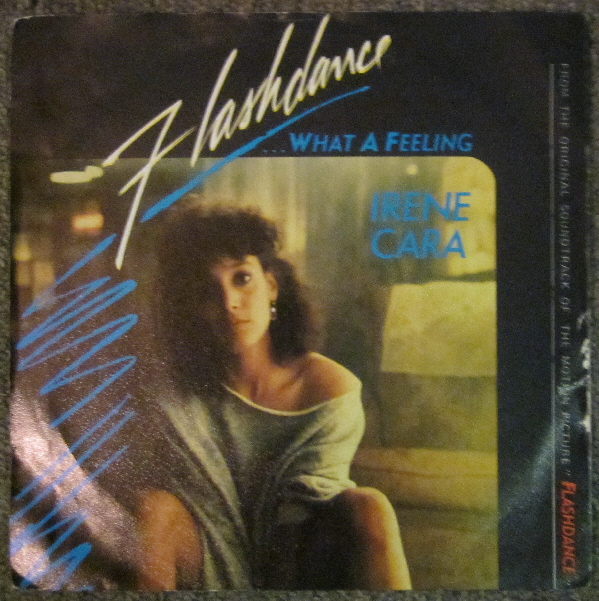 Flashdance
...WHAT A FEELING
IRENE
CARA
FROM THE ORIGINAL SOUNDTRACK OF THE MOTION PICTURE "FLASHDANCE"